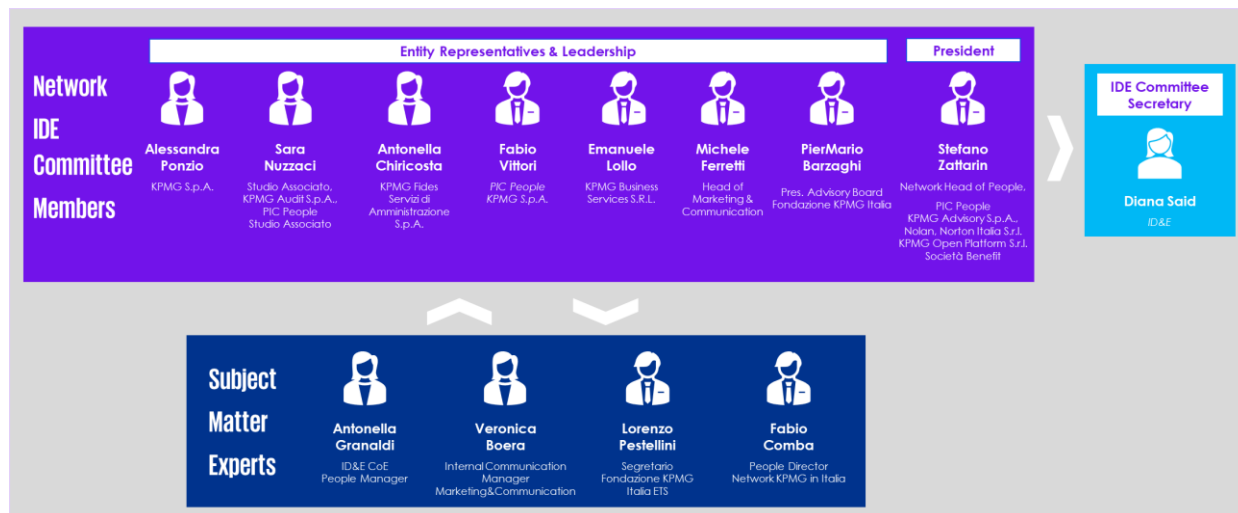 Network
IDE
Committee
Members
Entity Representatives & Leadership
Alessandra
Ponzio
KPMG S.p.A.
Sara
Nuzzaci
Studio Associato,
KPMG Audit S.p.A.,
PIC People
Studio Associato
Antonella
Chiricosta
KPMG Fides
Servizi di
Amministrazione
S.p.A.
Fabio
Vittori
PIC People
KPMG S.p.A.
Emanuele
Lollo
KPMG Business
Services S.R.L.
Michele
Ferretti
Head of
Marketing &
Communication
PierMario
Barzaghi
Pres. Advisory Board
Fondazione KPMG Italia
President
Stefano
Zattarin
Network Head of People,
PIC People
KPMG Advisory S.p.A.,
Nolan, Norton Italia S.r.l.
KPMG Open Platform S.r.l.
Società Benefit
IDE Committee
Secretary
Diana Said
ID&E
Subject
Matter
Experts
Antonella
Granaldi
ID&E CoE
People Manager
Veronica
Boera
Internal Communication
Manager
Marketing&Communication
Lorenzo
Pestellini
Segretario
Fondazione KPMG
Italia ETS
Fabio
Comba
People Director
Network KPMG in Italia